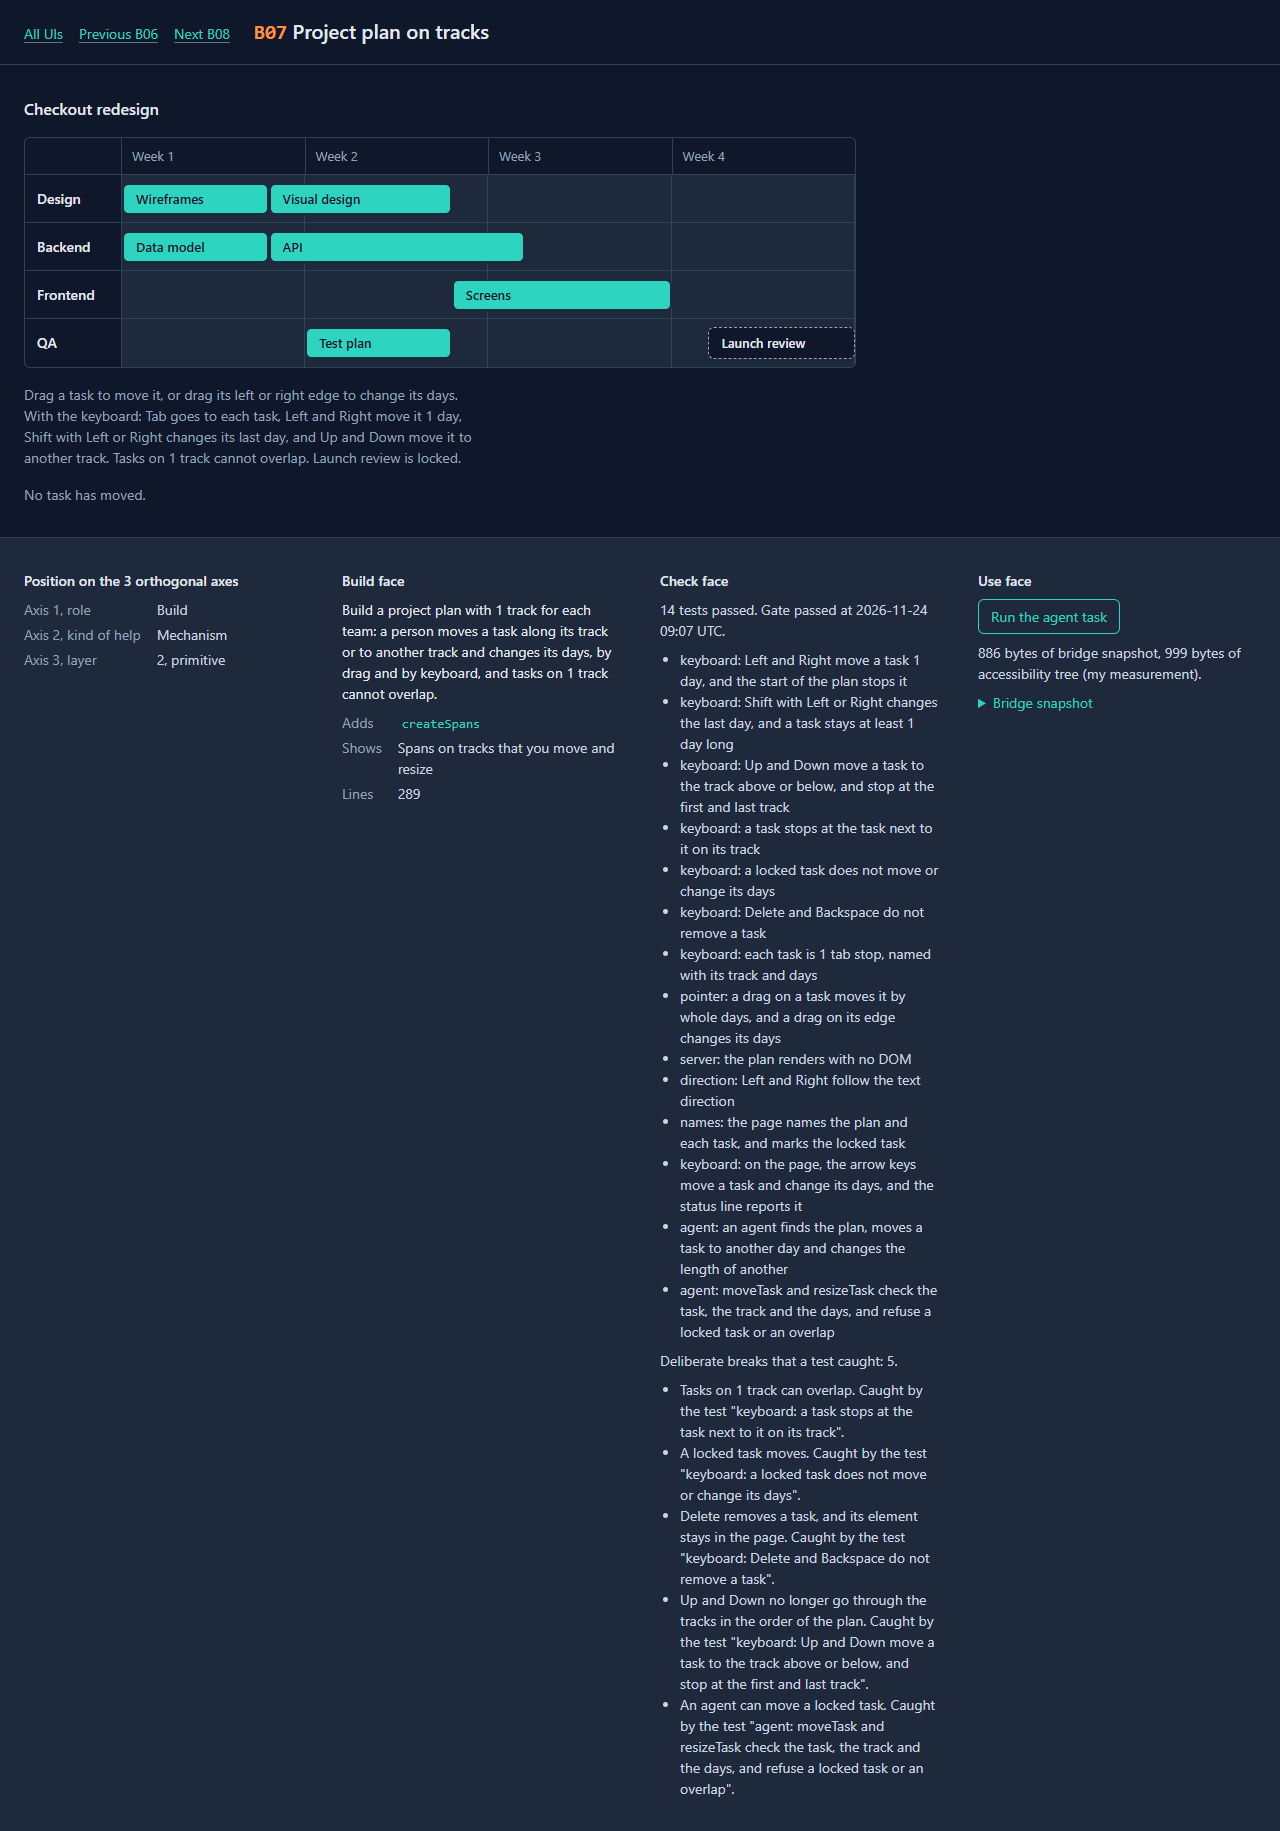 All UIs Previous B06 Next B08 B07 Project plan on tracks
Checkout redesign
Week 1 Week 2 Week 3 Week 4
Design Wireframes Visual design
Backend Data model API
Frontend Screens
QA Test plan Launch review
Drag a task to move it, or drag its left or right edge to change its days.
With the keyboard: Tab goes to each task, Left and Right move it 1 day,
Shift with Left or Right changes its last day, and Up and Down move it to
another track. Tasks on 1 track cannot overlap. Launch review is locked.
No task has moved.
Position on the 3 orthogonal axes
Axis 1, role Build
Axis 2, kind of help Mechanism
Axis 3, layer 2, primitive
Build face
Build a project plan with 1 track for each
team: a person moves a task along its track
or to another track and changes its days, by
drag and by keyboard, and tasks on 1 track
cannot overlap.
Adds createSpans
Shows Spans on tracks that you move and
resize
Lines 289
Check face
14 tests passed. Gate passed at 2026-11-24
09:07 UTC.
• keyboard: Left and Right move a task 1
day, and the start of the plan stops it
• keyboard: Shift with Left or Right changes
the last day, and a task stays at least 1
day long
• keyboard: Up and Down move a task to
the track above or below, and stop at the
first and last track
• keyboard: a task stops at the task next to
it on its track
• keyboard: a locked task does not move or
change its days
• keyboard: Delete and Backspace do not
remove a task
• keyboard: each task is 1 tab stop, named
with its track and days
• pointer: a drag on a task moves it by
whole days, and a drag on its edge
changes its days
• server: the plan renders with no DOM
• direction: Left and Right follow the text
direction
• names: the page names the plan and
each task, and marks the locked task
• keyboard: on the page, the arrow keys
move a task and change its days, and the
status line reports it
• agent: an agent finds the plan, moves a
task to another day and changes the
length of another
• agent: moveTask and resizeTask check the
task, the track and the days, and refuse a
locked task or an overlap
Deliberate breaks that a test caught: 5.
• Tasks on 1 track can overlap. Caught by
the test "keyboard: a task stops at the
task next to it on its track".
• A locked task moves. Caught by the test
"keyboard: a locked task does not move
or change its days".
• Delete removes a task, and its element
stays in the page. Caught by the test
"keyboard: Delete and Backspace do not
remove a task".
• Up and Down no longer go through the
tracks in the order of the plan. Caught by
the test "keyboard: Up and Down move a
task to the track above or below, and
stop at the first and last track".
• An agent can move a locked task. Caught
by the test "agent: moveTask and
resizeTask check the task, the track and
the days, and refuse a locked task or an
overlap".
Use face
Run the agent task
886 bytes of bridge snapshot, 999 bytes of
accessibility tree (my measurement).
▶ Bridge snapshot